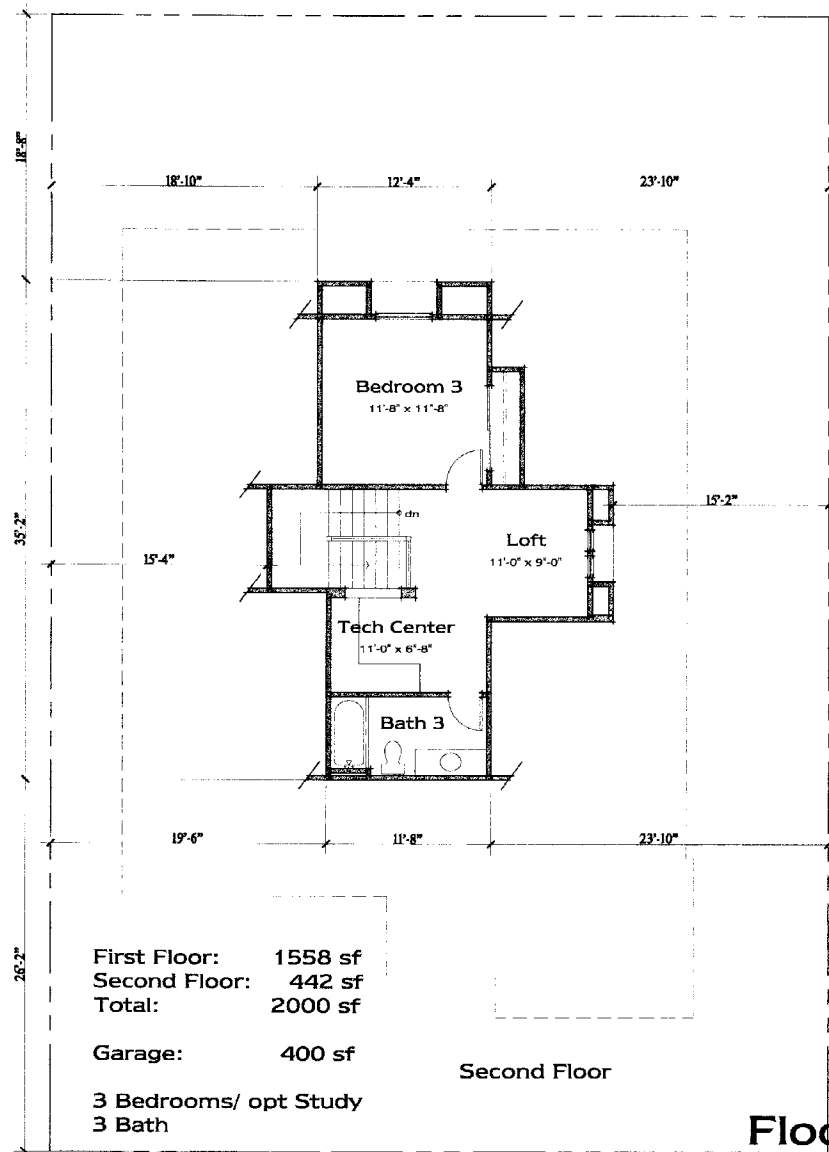 18'-8"
18'-10"
12'-4"
23'-10"
Bedroom 3
11'-8" x 11'-8"
dn
15'-2"
Loft
11'-0" x 9'-0"
35'-2"
15'-4"
Tech Center
11'-0" x 6'-8"
Bath 3
19'-6"
11'-8"
23'-10"
26'-2"
First Floor: 1558 sf
Second Floor: 442 sf
Total: 2000 sf
Garage: 400 sf
3 Bedrooms/ opt Study
3 Bath
Second Floor
Floo